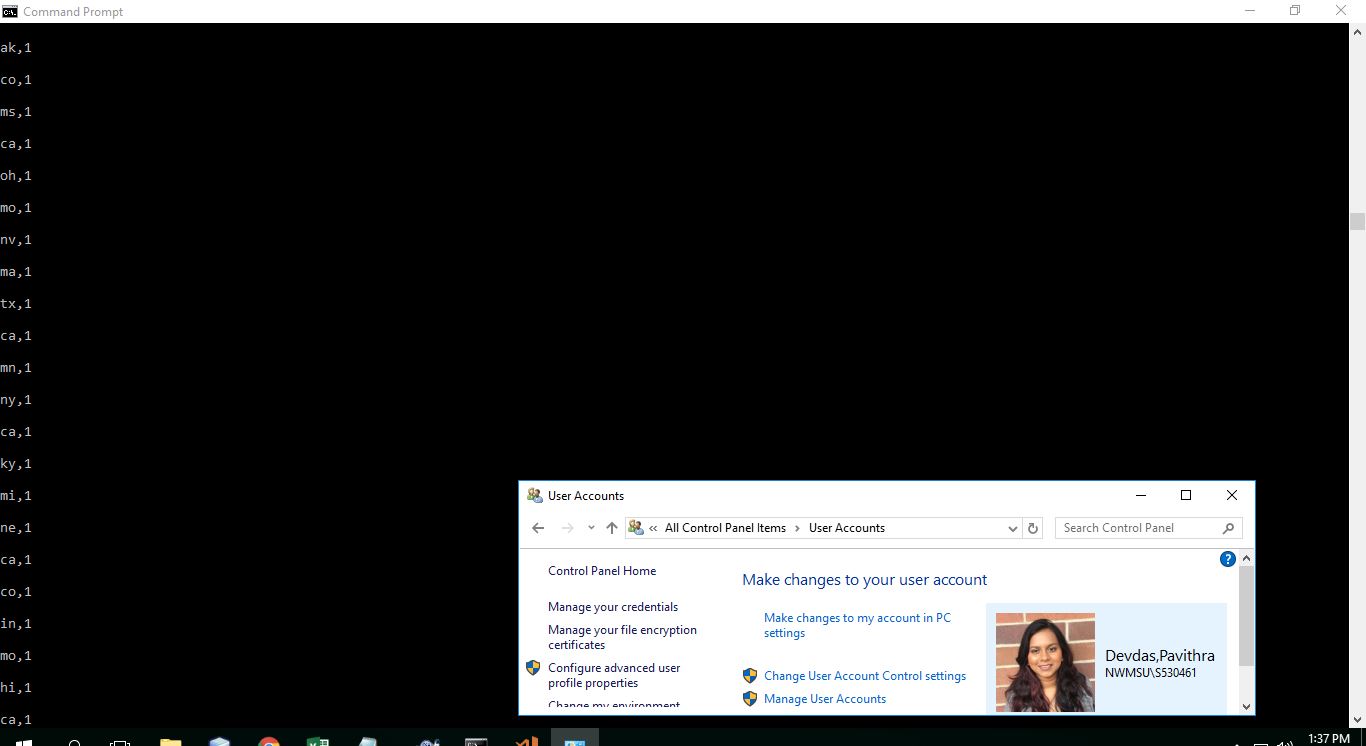 Command Prompt
ak,1
co,1
ms,1
ca,1
oh,1
mo,1
nv,1
ma,1
tx,1
ca,1
mn,1
ny,1
ca,1
ky,1
mi,1
ne,1
ca,1
co,1
in,1
mo,1
hi,1
ca,1
User Accounts
« All Control Panel Items › User Accounts
Search Control Panel
Control Panel Home
Manage your credentials
Manage your file encryption
certificates
Configure advanced user
profile properties
Change my environment
Make changes to your user account
Make changes to my account in PC
settings
Change User Account Control settings
Manage User Accounts
Devdas,Pavithra
NWMSU\S530461
1:37 PM